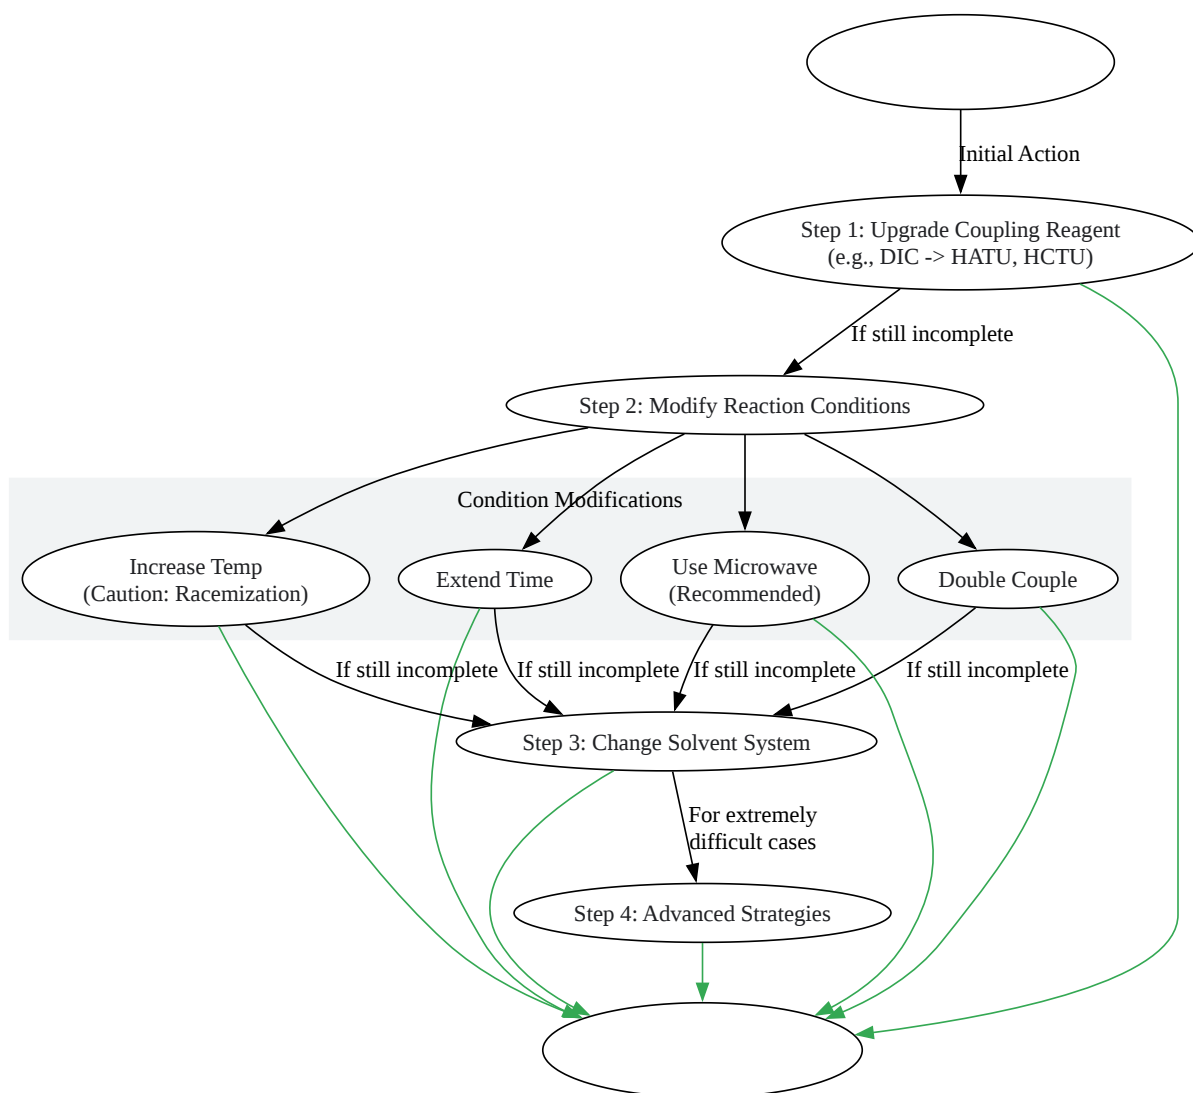 Initial Action
Step 1: Upgrade Coupling Reagent
(e.g., DIC -> HATU, HCTU)
If still incomplete
Step 2: Modify Reaction Conditions
Condition Modifications
Increase Temp
(Caution: Racemization)
Extend Time
Use Microwave
(Recommended)
Double Couple
If still incomplete
If still incomplete
If still incomplete
If still incomplete
Step 3: Change Solvent System
For extremely
difficult cases
Step 4: Advanced Strategies